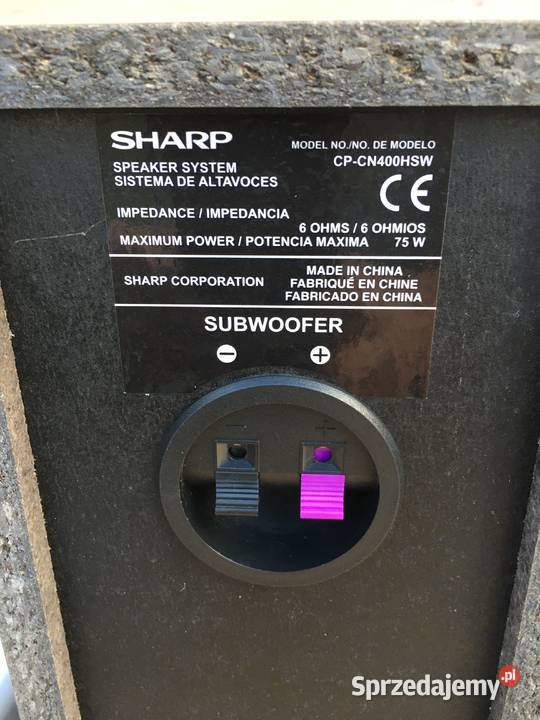 SHARP
MODEL NO./NO. DE MODELO
CP-CN400HSW
SPEAKER SYSTEM
SISTEMA DE ALTAVOCES
CE
IMPEDANCE / IMPEDANCIA
6 OHMS / 6 OHMIOS
MAXIMUM POWER / POTENCIA MAXIMA 75 W
SHARP CORPORATION
MADE IN CHINA
FABRIQUÉ EN CHINE
FABRICADO EN CHINA
SUBWOOFER
− +
− +
Sprzedajemy.pl